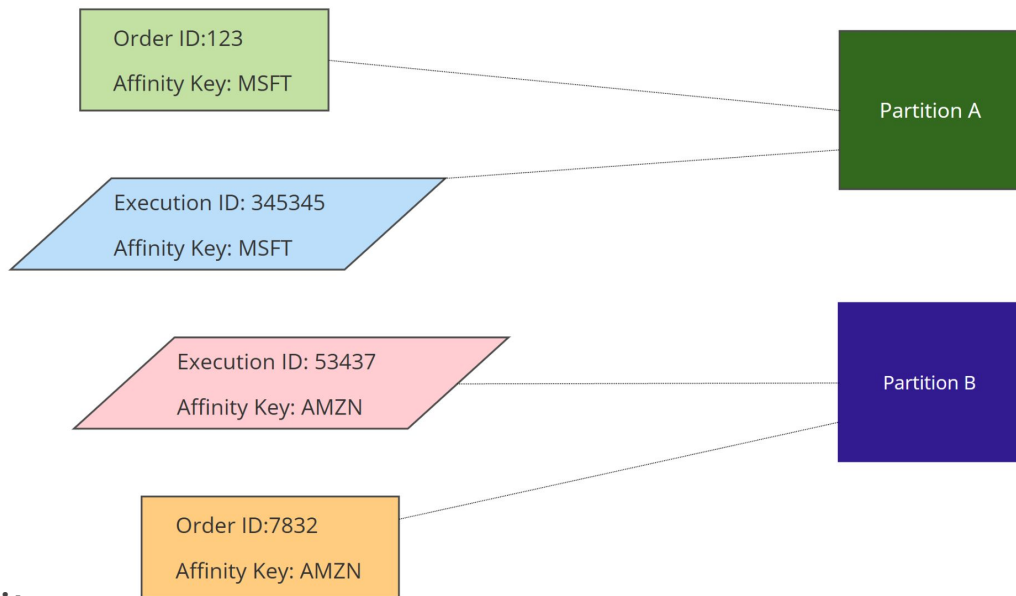 Order ID:123
Affinity Key: MSFT
Partition A
Execution ID: 345345
Affinity Key: MSFT
Execution ID: 53437
Affinity Key: AMZN
Partition B
Order ID:7832
Affinity Key: AMZN